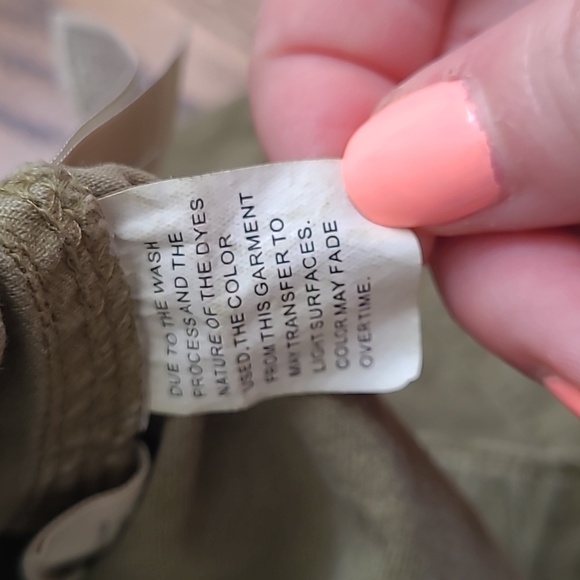 DUE TO THE WASH
PROCESS AND THE
NATURE OF THE DYES
USED, THE COLOR
FROM THIS GARMENT
MAY TRANSFER TO
LIGHT SURFACES.
COLOR MAY FADE
OVERTIME.